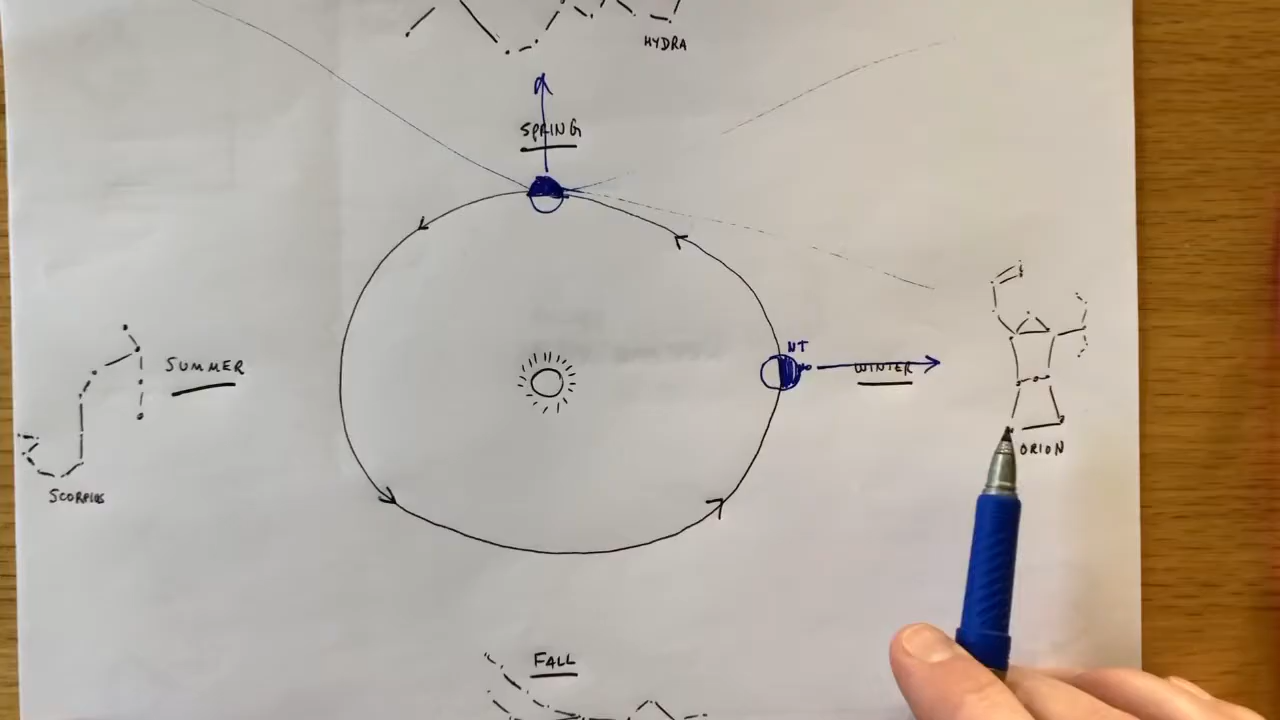 HYDRA
SPRING
NT
SUMMER
WINTER
ORION
SCORPIUS
FALL